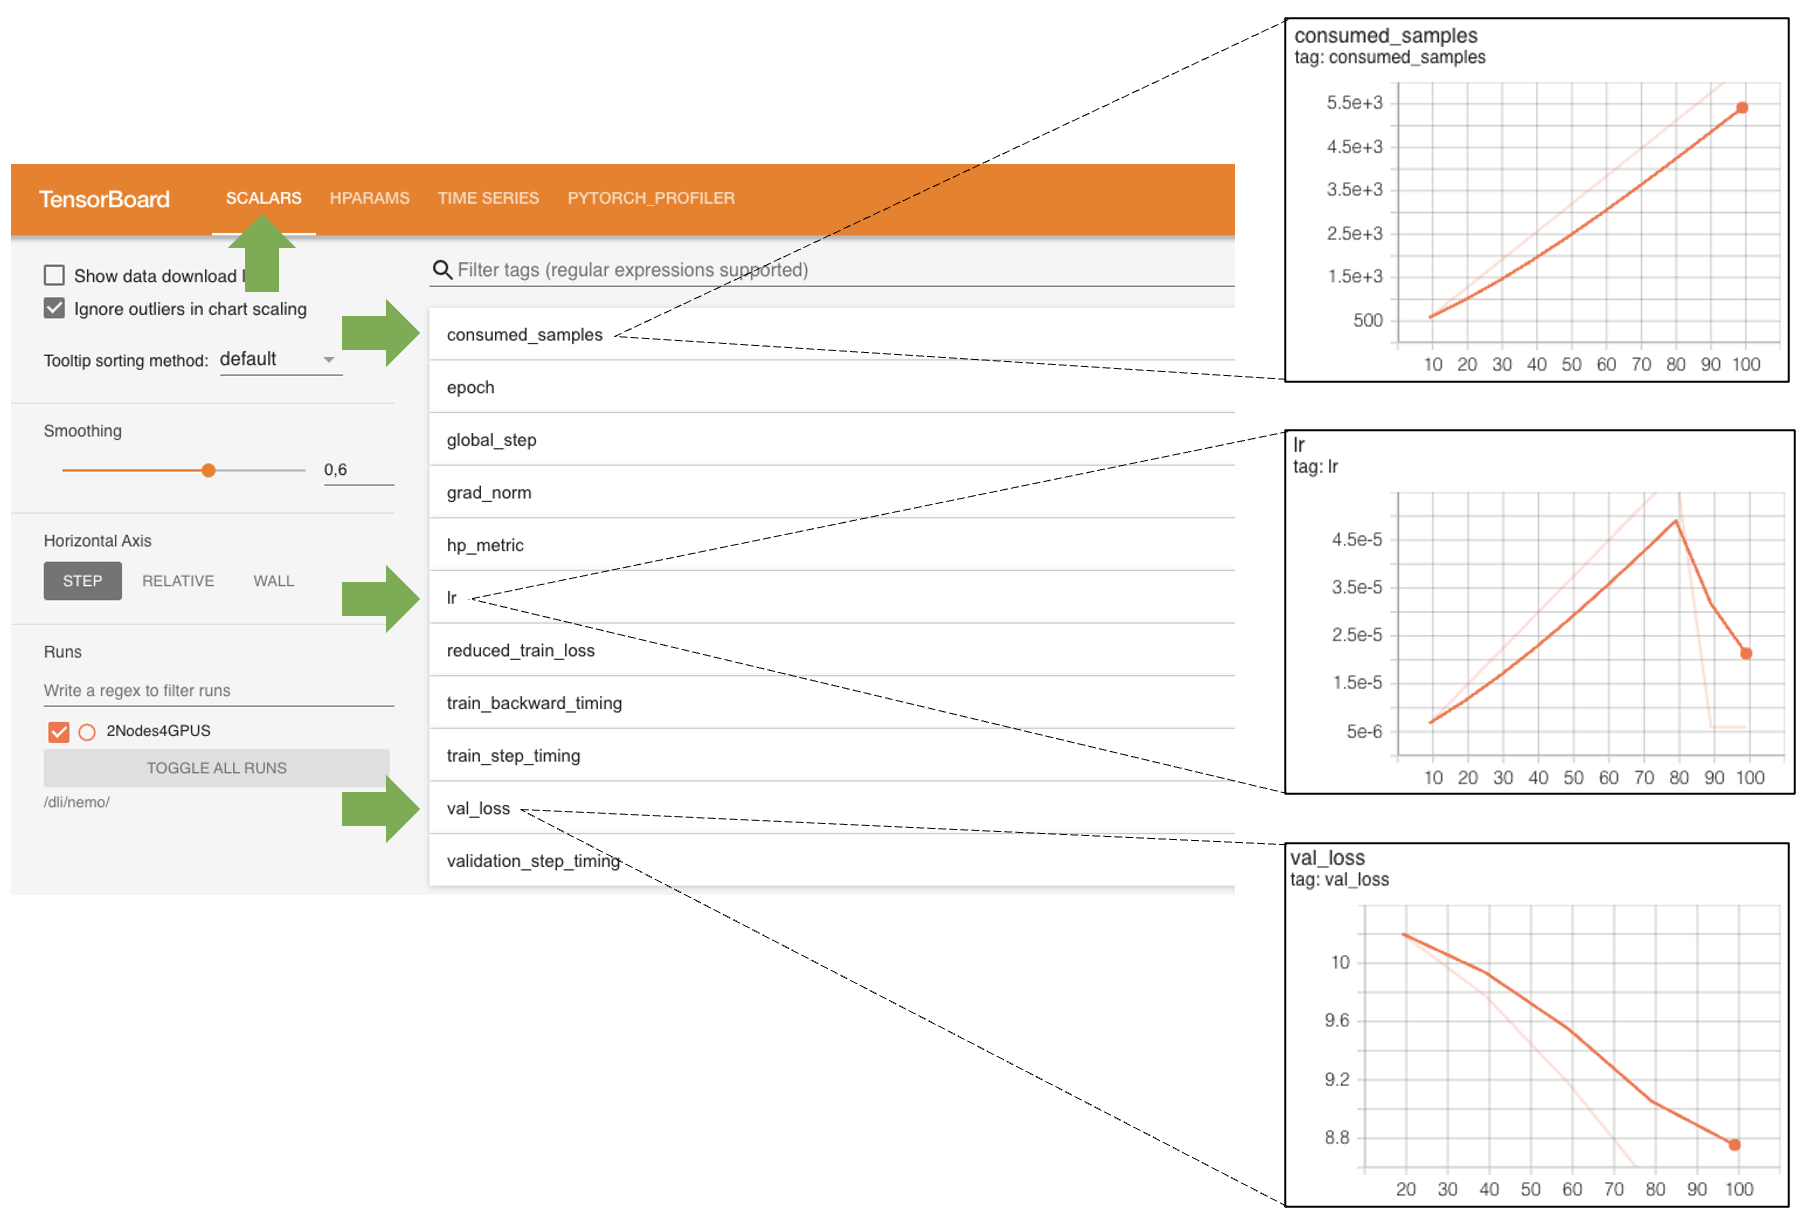 TensorBoard SCALARS HPARAMS TIME SERIES PYTORCH_PROFILER
Show data download
Ignore outliers in chart scaling
Tooltip sorting method: default
Smoothing
0,6
Horizontal Axis
STEP RELATIVE WALL
Runs
Write a regex to filter runs
2Nodes4GPUS
TOGGLE ALL RUNS
/dli/nemo/
Filter tags (regular expressions supported)
consumed_samples
epoch
global_step
grad_norm
hp_metric
lr
reduced_train_loss
train_backward_timing
train_step_timing
val_loss
validation_step_timing
consumed_samples
tag: consumed_samples
5.5e+3
4.5e+3
3.5e+3
2.5e+3
1.5e+3
500
10 20 30 40 50 60 70 80 90 100
lr
tag: lr
4.5e-5
3.5e-5
2.5e-5
1.5e-5
5e-6
10 20 30 40 50 60 70 80 90 100
val_loss
tag: val_loss
10
9.6
9.2
8.8
20 30 40 50 60 70 80 90 100